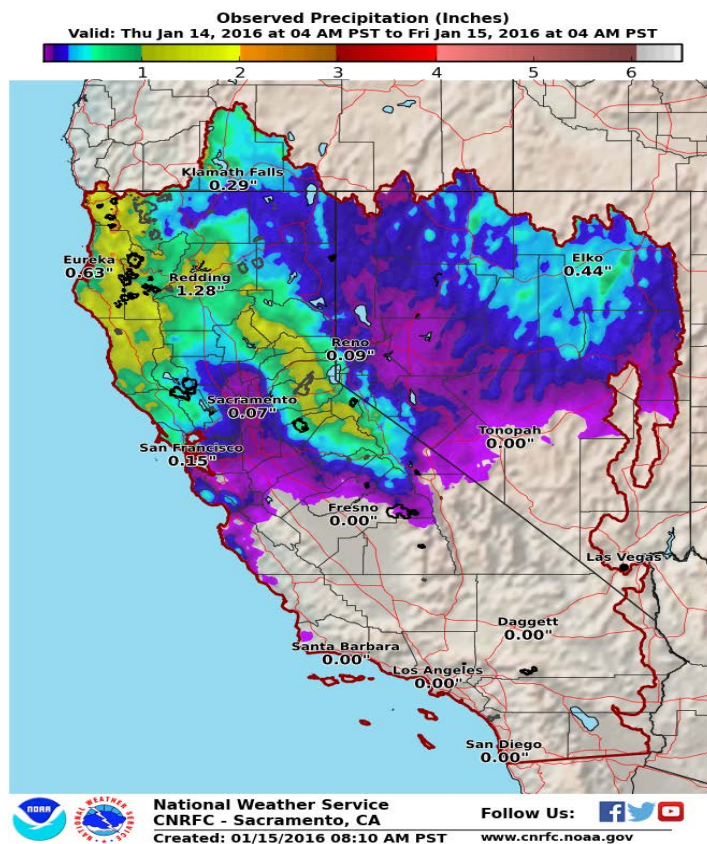 Observed Precipitation (Inches)
Valid: Thu Jan 14, 2016 at 04 AM PST to Fri Jan 15, 2016 at 04 AM PST
1 2 3 4 5 6
Klamath Falls
0.29"
Eureka
0.63"
Redding
1.28"
Elko
0.44"
Reno
0.09"
Sacramento
0.07"
San Francisco
0.15"
Tonopah
0.00"
Fresno
0.00"
Las Vegas
Daggett
0.00"
Santa Barbara
0.00"
Los Angeles
0.00"
San Diego
0.00"
NOAA
National Weather Service
CNRFC - Sacramento, CA
Created: 01/15/2016 08:10 AM PST
Follow Us:
www.cnrfc.noaa.gov